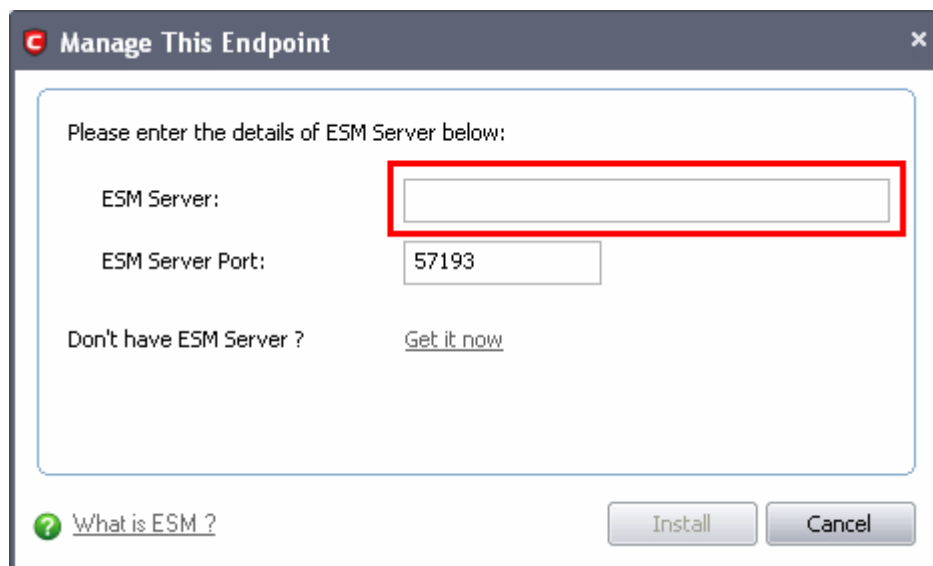 Manage This Endpoint
Please enter the details of ESM Server below:
ESM Server:
ESM Server Port: 57193
Don't have ESM Server ? Get it now
What is ESM ? Install Cancel